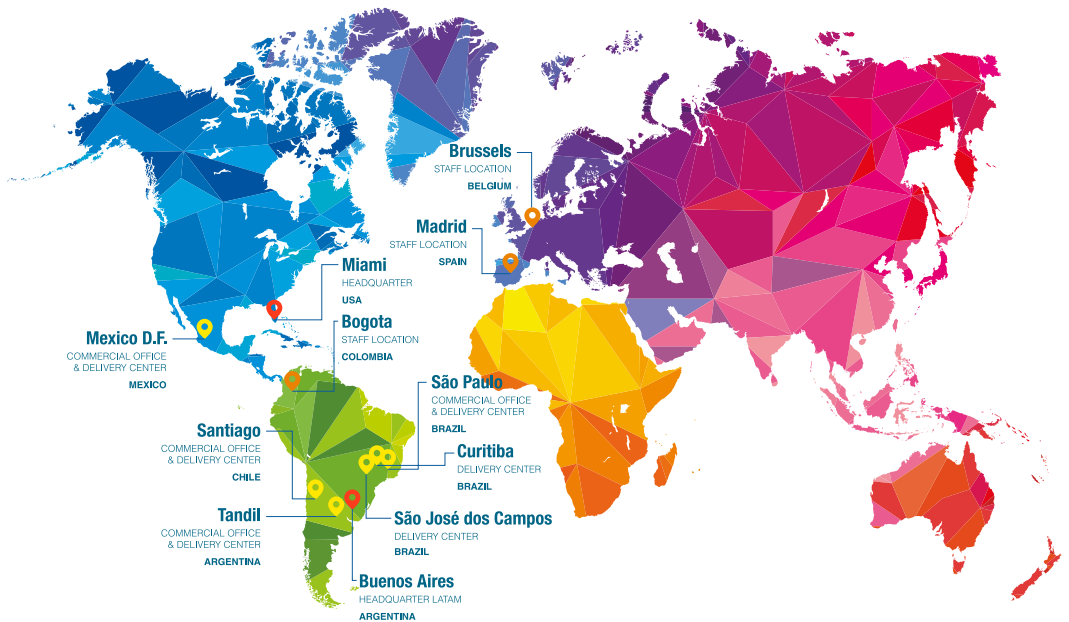 Brussels
STAFF LOCATION
BELGIUM
Madrid
STAFF LOCATION
SPAIN
Miami
HEADQUARTER
USA
Bogota
STAFF LOCATION
COLOMBIA
Mexico D.F.
COMMERCIAL OFFICE
& DELIVERY CENTER
MEXICO
São Paulo
COMMERCIAL OFFICE
& DELIVERY CENTER
BRAZIL
Santiago
COMMERCIAL OFFICE
& DELIVERY CENTER
CHILE
Curitiba
DELIVERY CENTER
BRAZIL
Tandil
COMMERCIAL OFFICE
& DELIVERY CENTER
ARGENTINA
São José dos Campos
DELIVERY CENTER
BRAZIL
Buenos Aires
HEADQUARTER LATAM
ARGENTINA